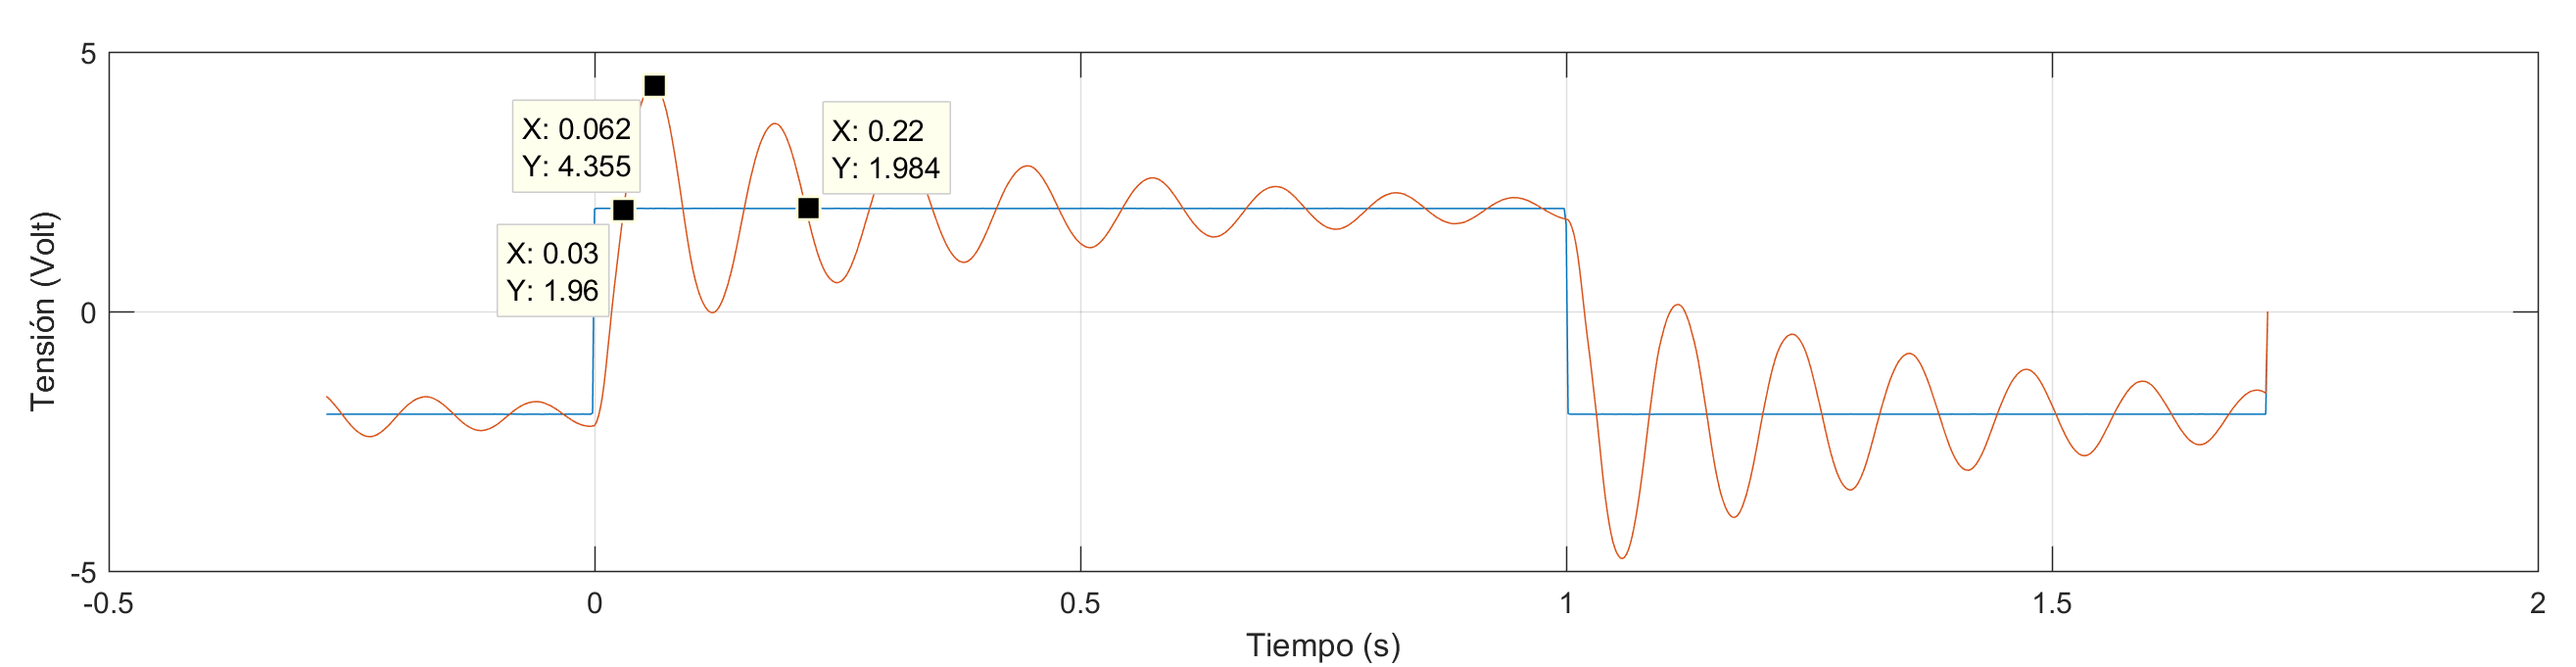 5
0
-5
Tensión (Volt)
X: 0.062
Y: 4.355
X: 0.22
Y: 1.984
X: 0.03
Y: 1.96
-0.5
0
0.5
1
1.5
2
Tiempo (s)